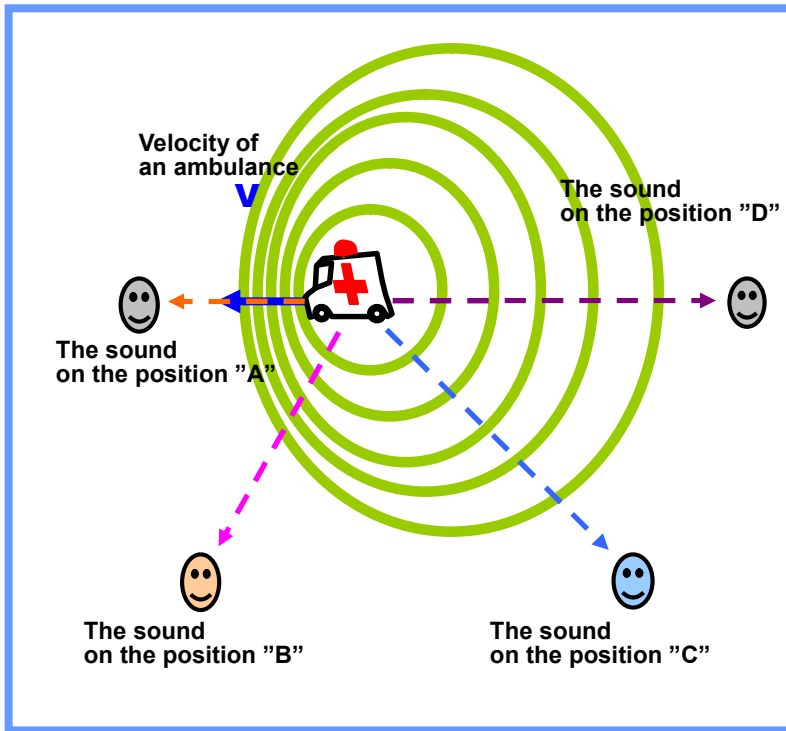 Velocity of
an ambulance
V
The sound
on the position ”D”
The sound
on the position ”A”
The sound
on the position ”B”
The sound
on the position ”C”